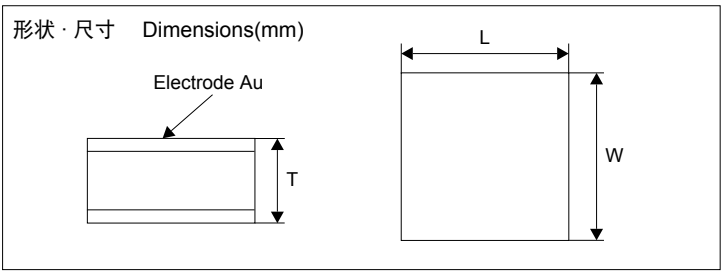 形状 · 尺寸 Dimensions(mm)
L
Electrode Au
W
T